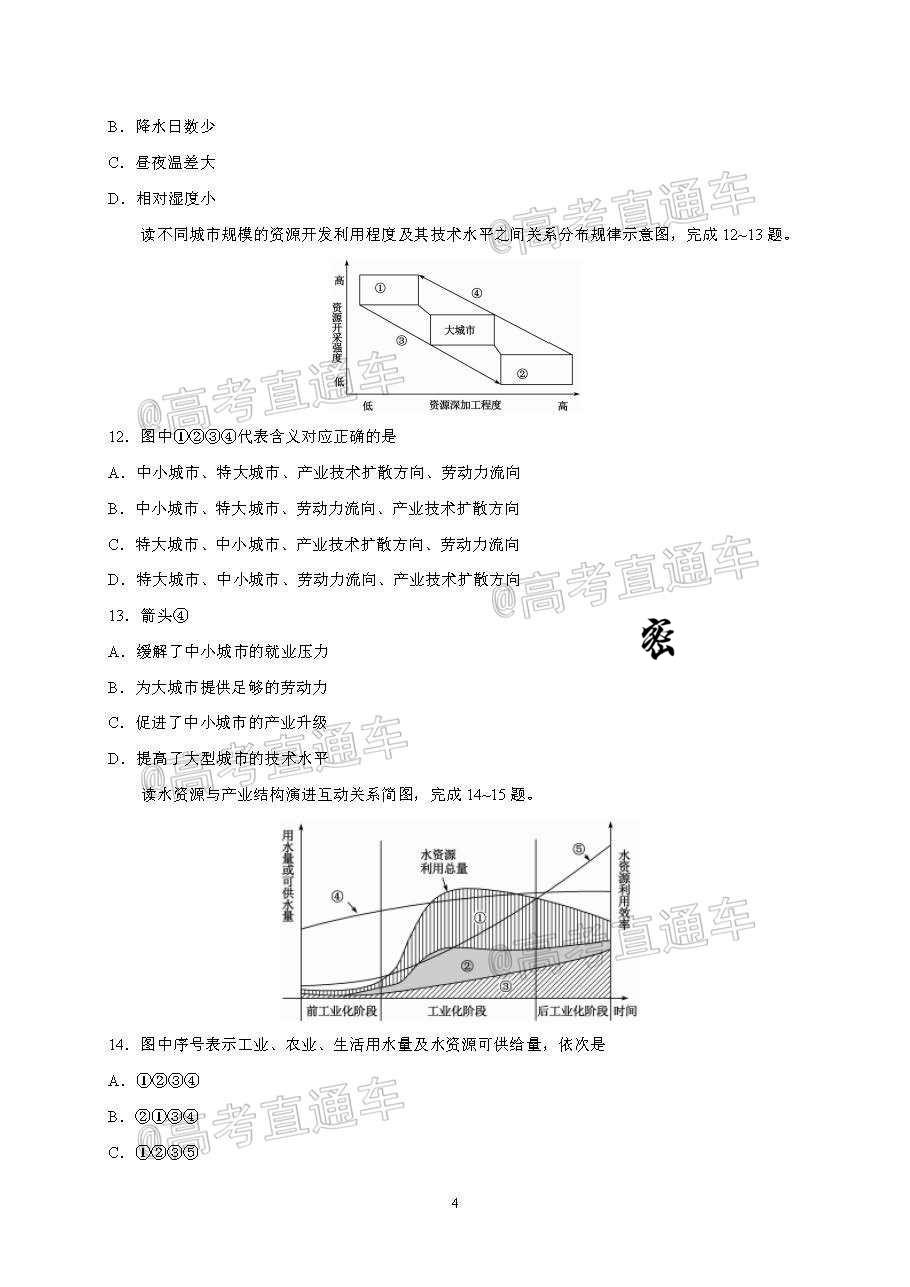 B．降水日数少
C．昼夜温差大
D．相对湿度小
读不同城市规模的资源开发利用程度及其技术水平之间关系分布规律示意图，完成12~13题。
高
资源开采强度
低
①
④
大城市
③
②
低
资源深加工程度
高
12．图中①②③④代表含义对应正确的是
A．中小城市、特大城市、产业技术扩散方向、劳动力流向
B．中小城市、特大城市、劳动力流向、产业技术扩散方向
C．特大城市、中小城市、产业技术扩散方向、劳动力流向
D．特大城市、中小城市、劳动力流向、产业技术扩散方向
13．箭头④
密
A．缓解了中小城市的就业压力
B．为大城市提供足够的劳动力
C．促进了中小城市的产业升级
D．提高了大型城市的技术水平
读水资源与产业结构演进互动关系简图，完成14~15题。
用水量或可供水量
水资源
利用总量
⑤
水资源利用效率
④
①
②
③
前工业化阶段
工业化阶段
后工业化阶段
时间
14．图中序号表示工业、农业、生活用水量及水资源可供给量，依次是
A．①②③④
B．②①③④
C．①②③⑤
4
@高考直通车
@高考直通车
@高考直通车
@高考直通车
@高考直通车
@高考直通车